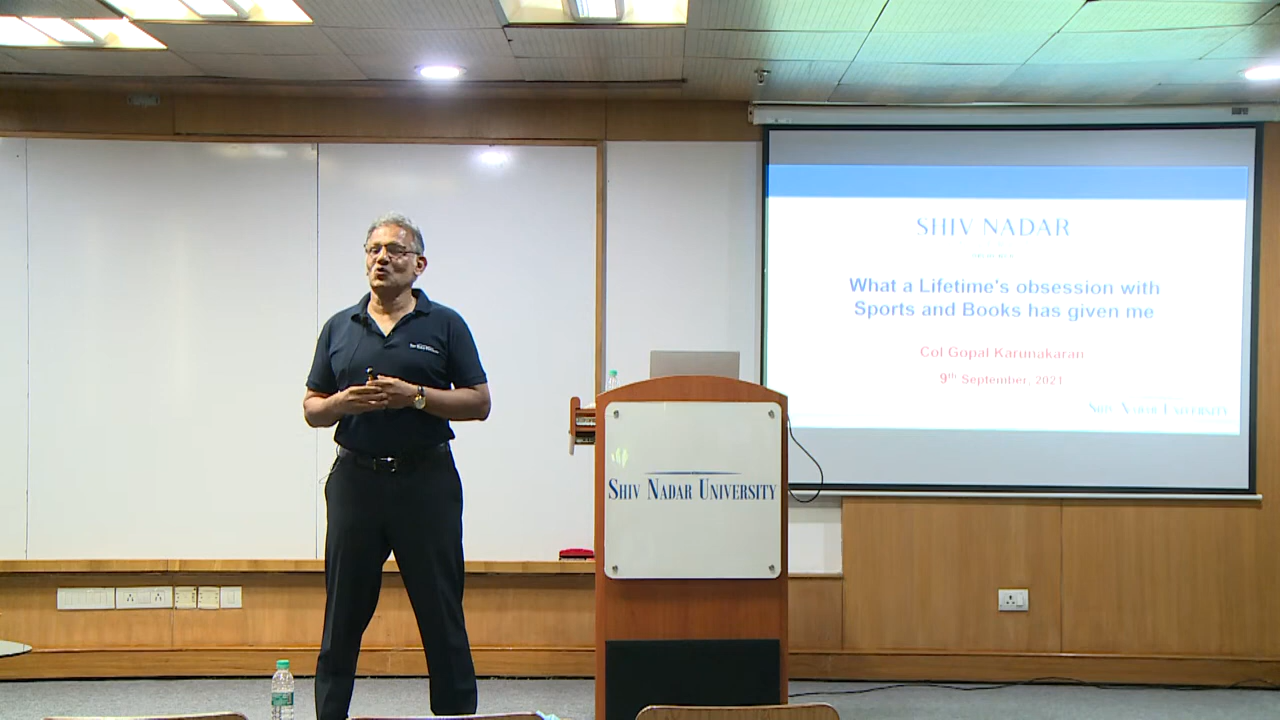 SHIV NADAR
What a Lifetime's obsession with
Sports and Books has given me
Col Gopal Karunakaran
9th September, 2021
SHIV NADAR UNIVERSITY
SHIV NADAR UNIVERSITY